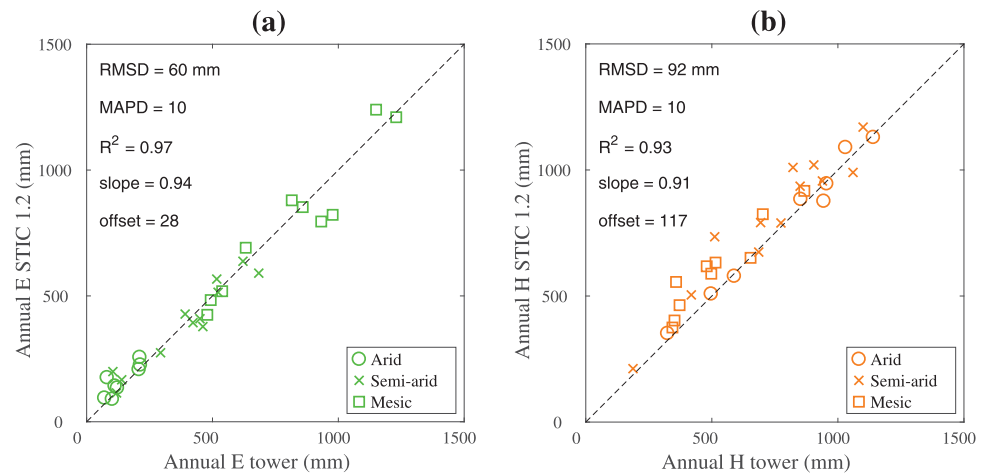 (a)
RMSD = 60 mm
MAPD = 10
R² = 0.97
slope = 0.94
offset = 28
1500
1000
500
0
0
500
1000
1500
Annual E STIC 1.2 (mm)
Annual E tower (mm)
Arid
Semi-arid
Mesic
(b)
RMSD = 92 mm
MAPD = 10
R² = 0.93
slope = 0.91
offset = 117
1500
1000
500
0
0
500
1000
1500
Annual H STIC 1.2 (mm)
Annual H tower (mm)
Arid
Semi-arid
Mesic